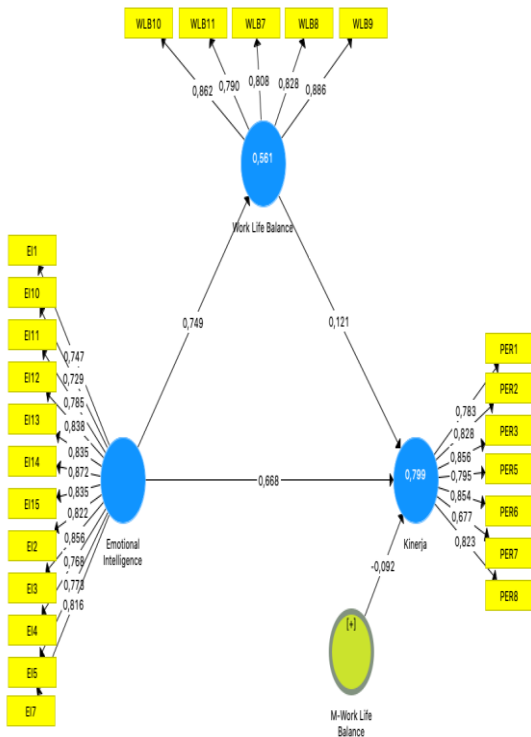 WLB10 WLB11 WLB7 WLB8 WLB9
0,862 0,790 0,808 0,828 0,886
0,561
Work Life Balance
EI1
EI10
EI11
EI12
EI13
EI14
EI15
EI2
EI3
EI4
EI5
EI7
0,747
0,729
0,785
0,838
0,835
0,872
0,835
0,822
0,856
0,768
0,773
0,816
Emotional
Intelligence
0,749
0,121
0,668
-0,092
0,799
Kinerja
PER1
PER2
PER3
PER5
PER6
PER7
PER8
0,783
0,828
0,856
0,795
0,854
0,677
0,823
[+]
M-Work Life
Balance